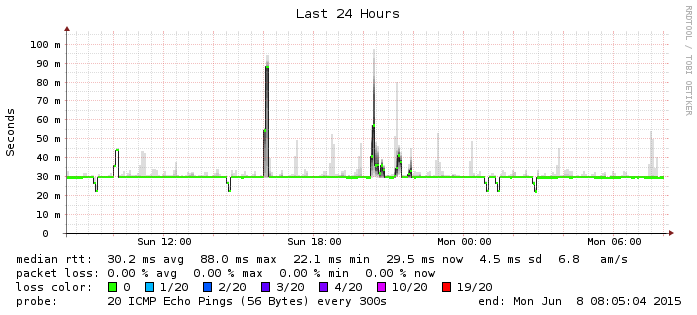 Last 24 Hours
RRDTOOL / TOBI OETIKER
Seconds
100 m
90 m
80 m
70 m
60 m
50 m
40 m
30 m
20 m
10 m
0
Sun 12:00 Sun 18:00 Mon 00:00 Mon 06:00
median rtt: 30.2 ms avg 88.0 ms max 22.1 ms min 29.5 ms now 4.5 ms sd 6.8 am/s
packet loss: 0.00 % avg 0.00 % max 0.00 % min 0.00 % now
loss color: 0 1/20 2/20 3/20 4/20 10/20 19/20
probe: 20 ICMP Echo Pings (56 Bytes) every 300s end: Mon Jun 8 08:05:04 2015